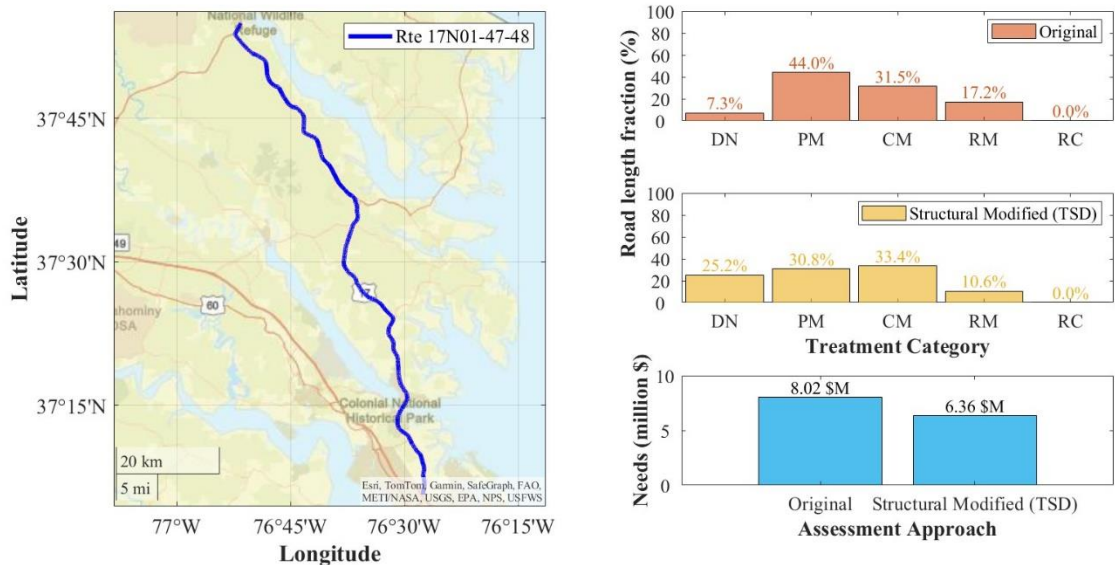 National Wildlife
Refuge
Rte 17N01-47-48
37°45'N
37°30'N
37°15'N
Latitude
49
60
17
ahominy
OSA
Colonial National
Historical Park
20 km
5 mi
Esri, TomTom, Garmin, SafeGraph, FAO,
METI/NASA, USGS, EPA, NPS, USFWS
77°W
76°45'W
76°30'W
76°15'W
Longitude
Road length fraction (%)
100
80
60
40
20
0
Original
7.3%
44.0%
31.5%
17.2%
0.0%
DN
PM
CM
RM
RC
100
80
60
40
20
0
Structural Modified (TSD)
25.2%
30.8%
33.4%
10.6%
0.0%
DN
PM
CM
RM
RC
Treatment Category
Needs (million $)
10
5
0
8.02 $M
6.36 $M
Original
Structural Modified (TSD)
Assessment Approach